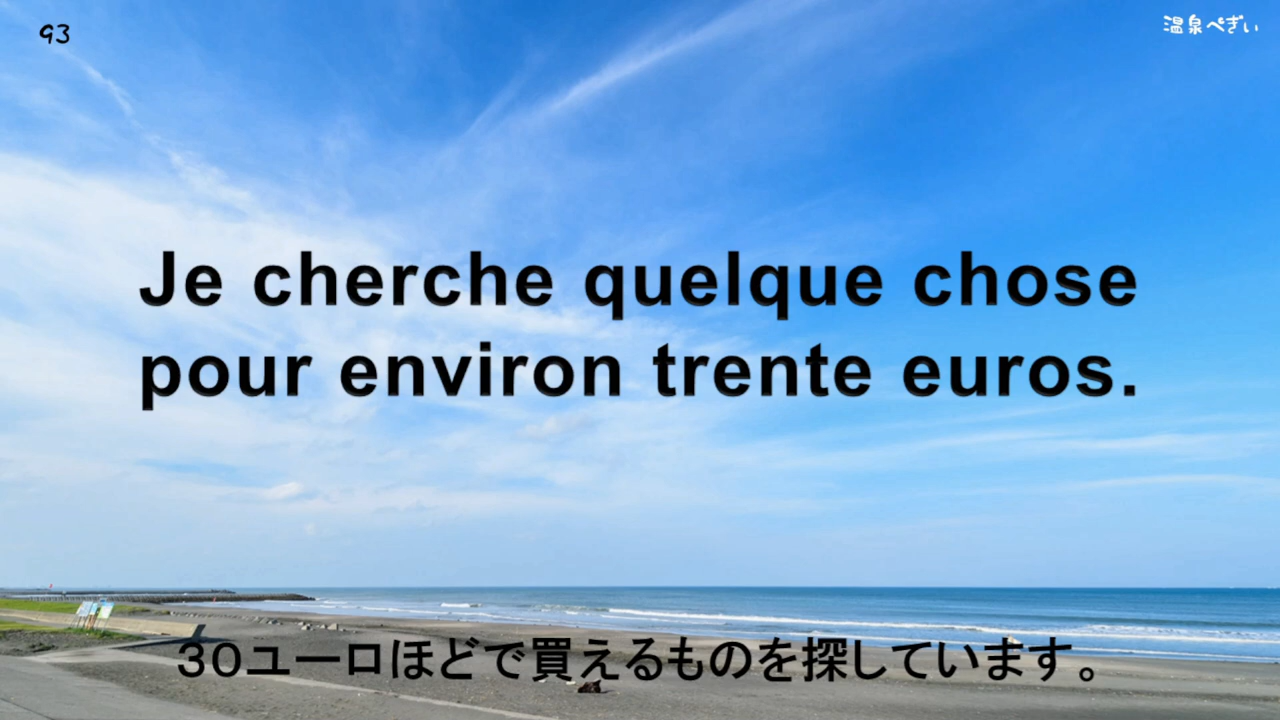 93
温泉ぺぎぃ
Je cherche quelque chose
pour environ trente euros.
30ユーロほどで買えるものを探しています。